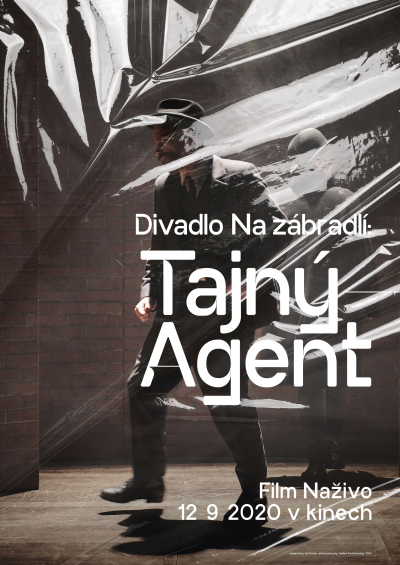 Divadlo Na zábradlí:
Tajný
Agent
Film Naživo
12 9 2020 v kinech